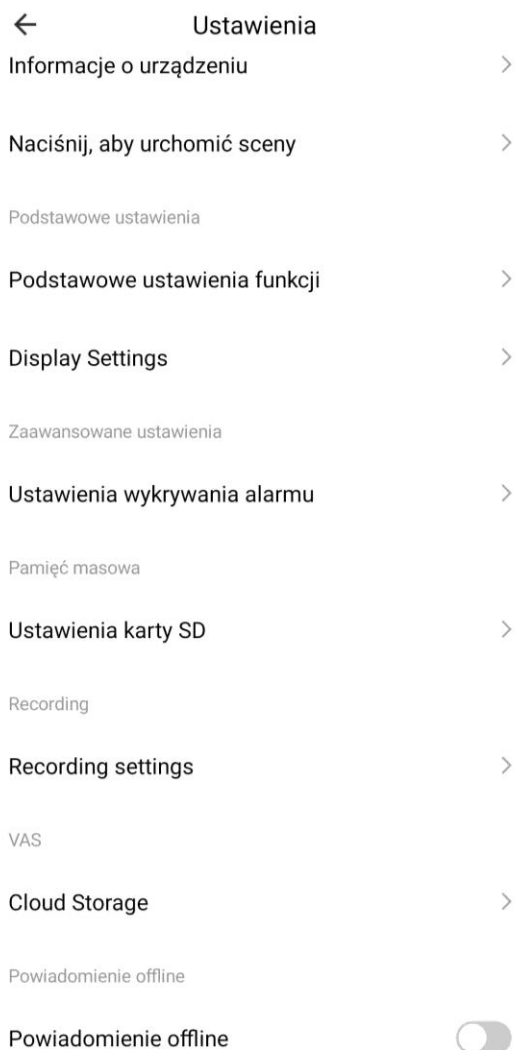 Ustawienia
Informacje o urządzeniu
Naciśnij, aby urchomić sceny
Podstawowe ustawienia
Podstawowe ustawienia funkcji
Display Settings
Zaawansowane ustawienia
Ustawienia wykrywania alarmu
Pamięć masowa
Ustawienia karty SD
Recording
Recording settings
VAS
Cloud Storage
Powiadomienie offline
Powiadomienie offline